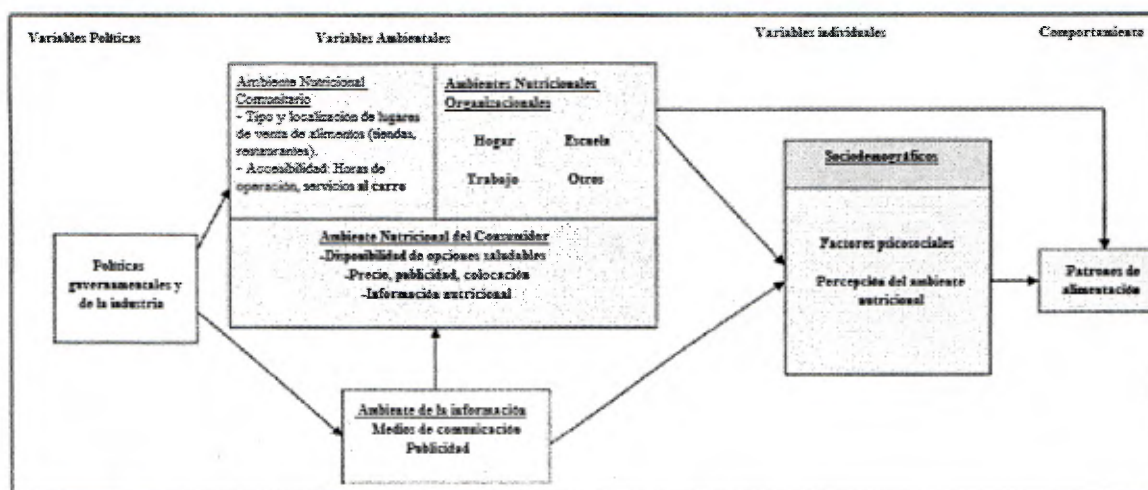 Variables Políticas
Variables Ambientales
Variables individuales
Comportamiento
Ambiente Nutricional
Comunitario
- Tipo y localización de lugares
de venta de alimentos (tiendas,
restaurantes).
- Accesibilidad: Horas de
operación, servicios al carro
Ambientes Nutricionales
Organizacionales
Hogar Escuela
Trabajo Otros
Ambiente Nutricional del Consumidor
-Disponibilidad de opciones saludables
-Precio, publicidad, colocación
-Información nutricional
Políticas
governamentales y
de la industria
Ambiente de la información
Medios de comunicación
Publicidad
Sociodemográficos
Factores psicosociales
Percepción del ambiente
nutricional
Patrones de
alimentación